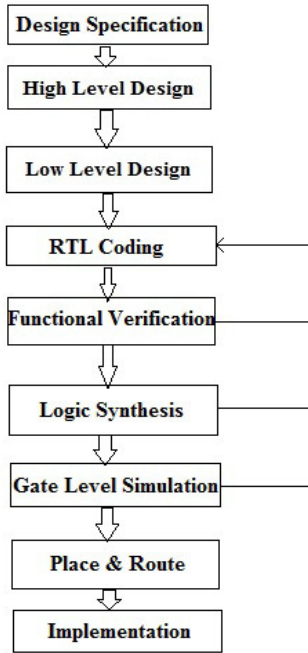 Design Specification
High Level Design
Low Level Design
RTL Coding
Functional Verification
Logic Synthesis
Gate Level Simulation
Place & Route
Implementation